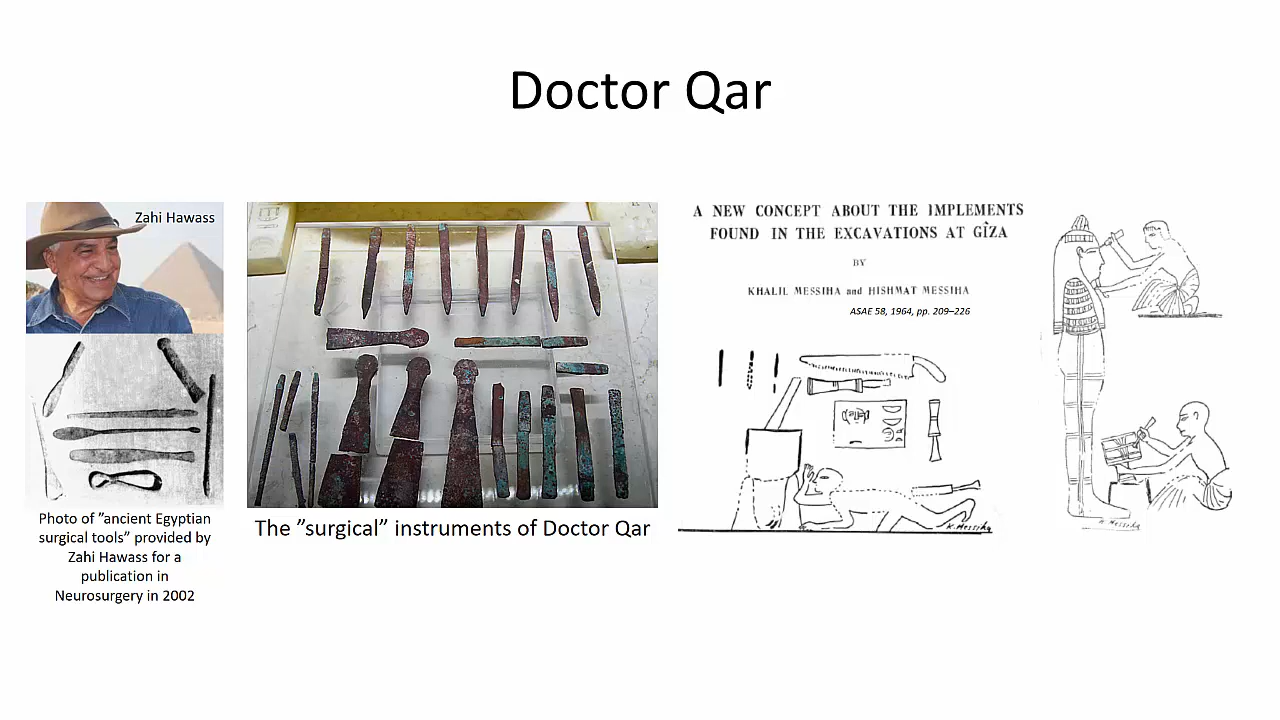 Doctor Qar
Zahi Hawass
Photo of ”ancient Egyptian
surgical tools” provided by
Zahi Hawass for a
publication in
Neurosurgery in 2002
The ”surgical” instruments of Doctor Qar
A NEW CONCEPT ABOUT THE IMPLEMENTS
FOUND IN THE EXCAVATIONS AT GÎZA
BY
KHALIL MESSIHA and HISHMAT MESSIHA
ASAE 58, 1964, pp. 209–226
K. Messiha
K. Messiha